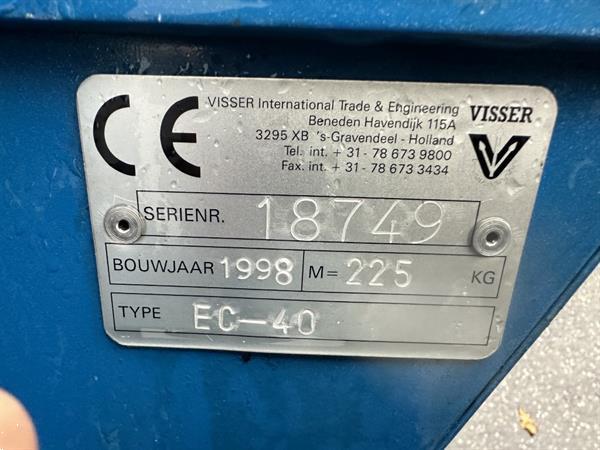 CE
VISSER International Trade & Engineering
Beneden Havendijk 115A
3295 XB 's-Gravendeel - Holland
Tel. int. + 31 - 78 673 9800
Fax. int. + 31 - 78 673 3434
VISSER
SERIENR. 18749
BOUWJAAR 1998 M= 225 KG
TYPE EC-40